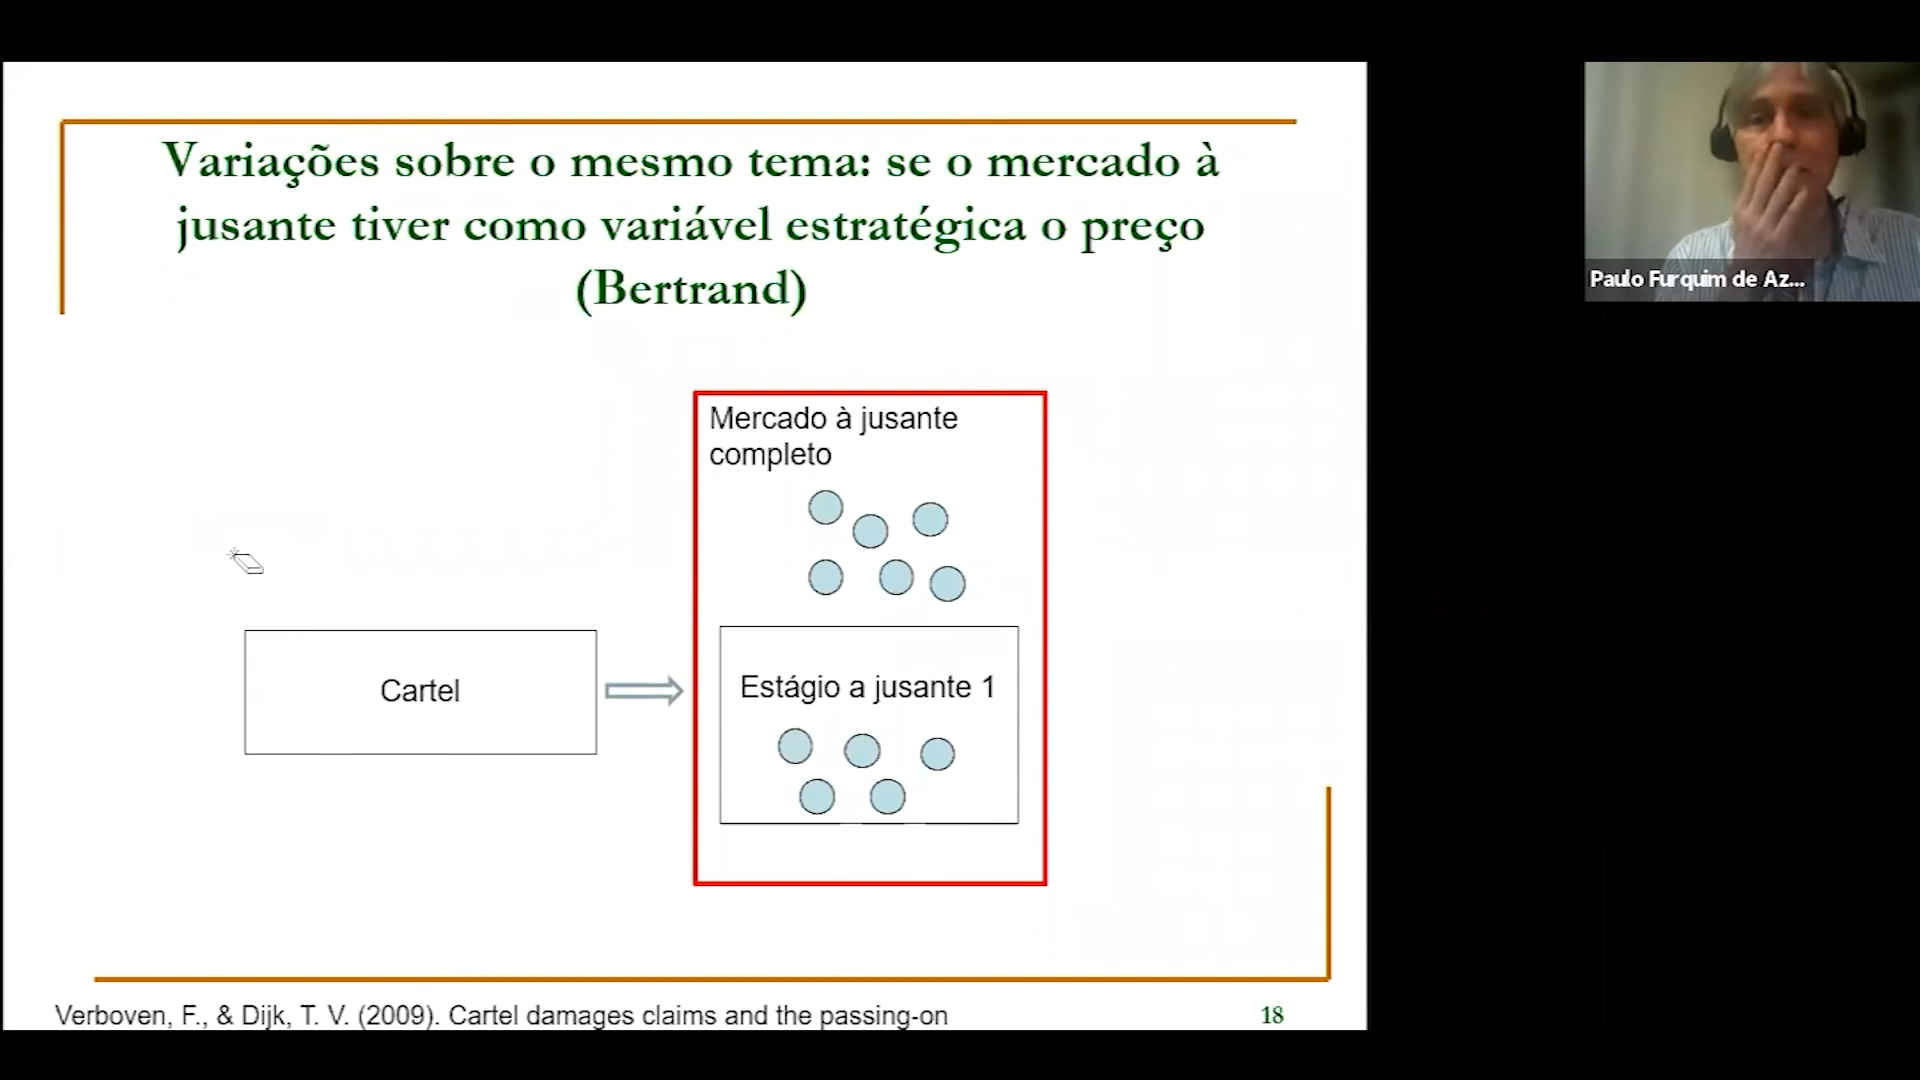 Variações sobre o mesmo tema: se o mercado à
jusante tiver como variável estratégica o preço
(Bertrand)
Mercado à jusante
completo
Cartel
Estágio a jusante 1
Verboven, F., & Dijk, T. V. (2009). Cartel damages claims and the passing-on
18
Paulo Furquim de Az...